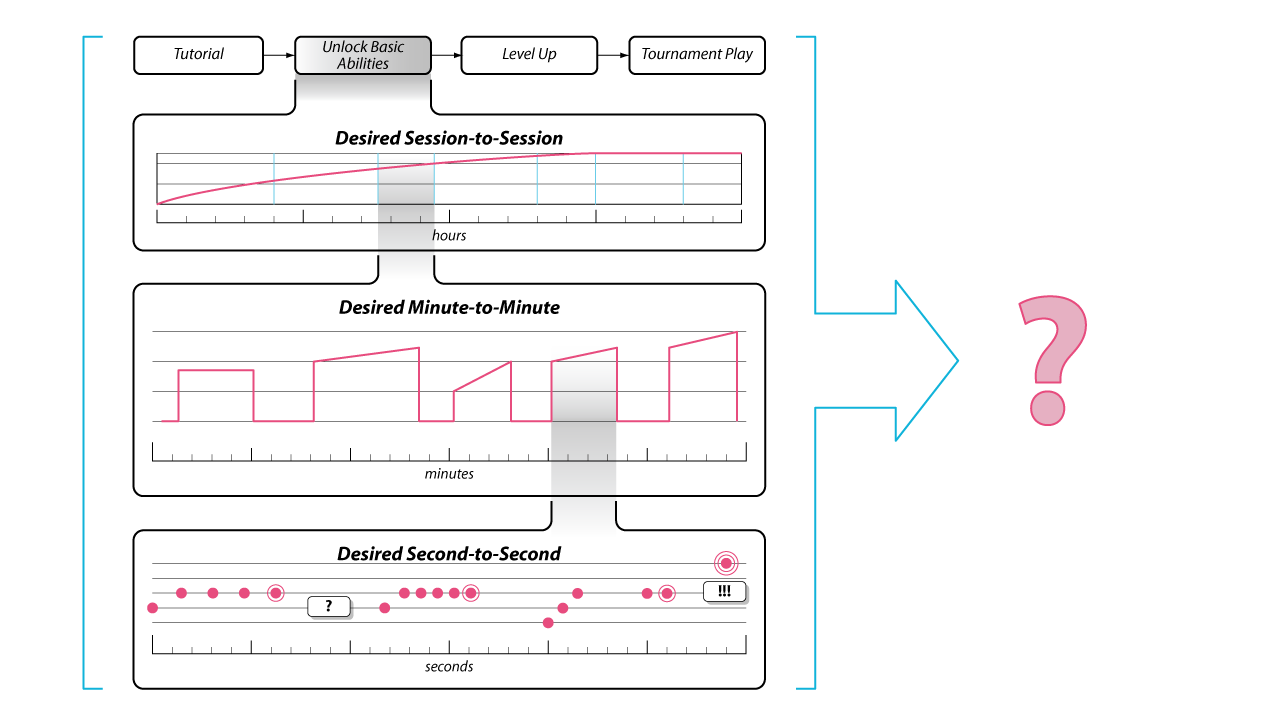 Tutorial
Unlock Basic
Abilities
Level Up
Tournament Play
Desired Session-to-Session
hours
Desired Minute-to-Minute
minutes
Desired Second-to-Second
?
!!!
seconds
?